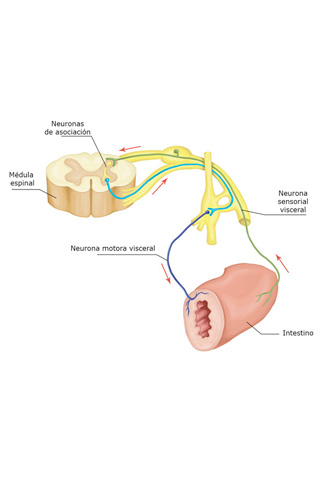 Neuronas
de asociación
Médula
espinal
Neurona
sensorial
visceral
Neurona motora visceral
Intestino